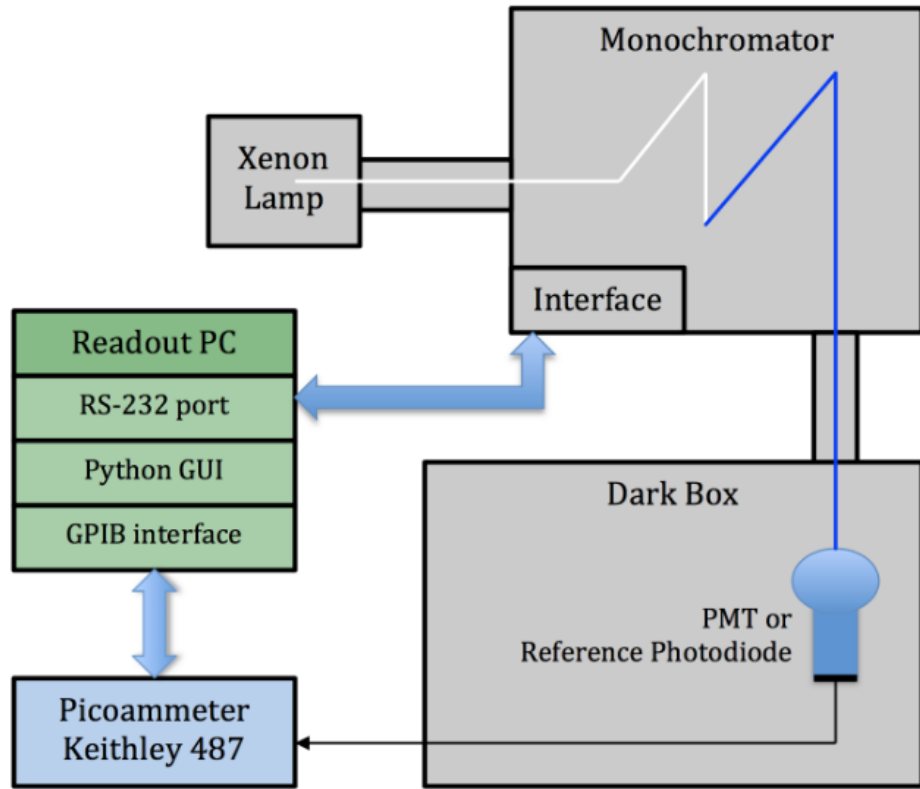 Monochromator
Xenon
Lamp
Interface
Readout PC
RS-232 port
Python GUI
GPIB interface
Dark Box
PMT or
Reference Photodiode
Picoammeter
Keithley 487